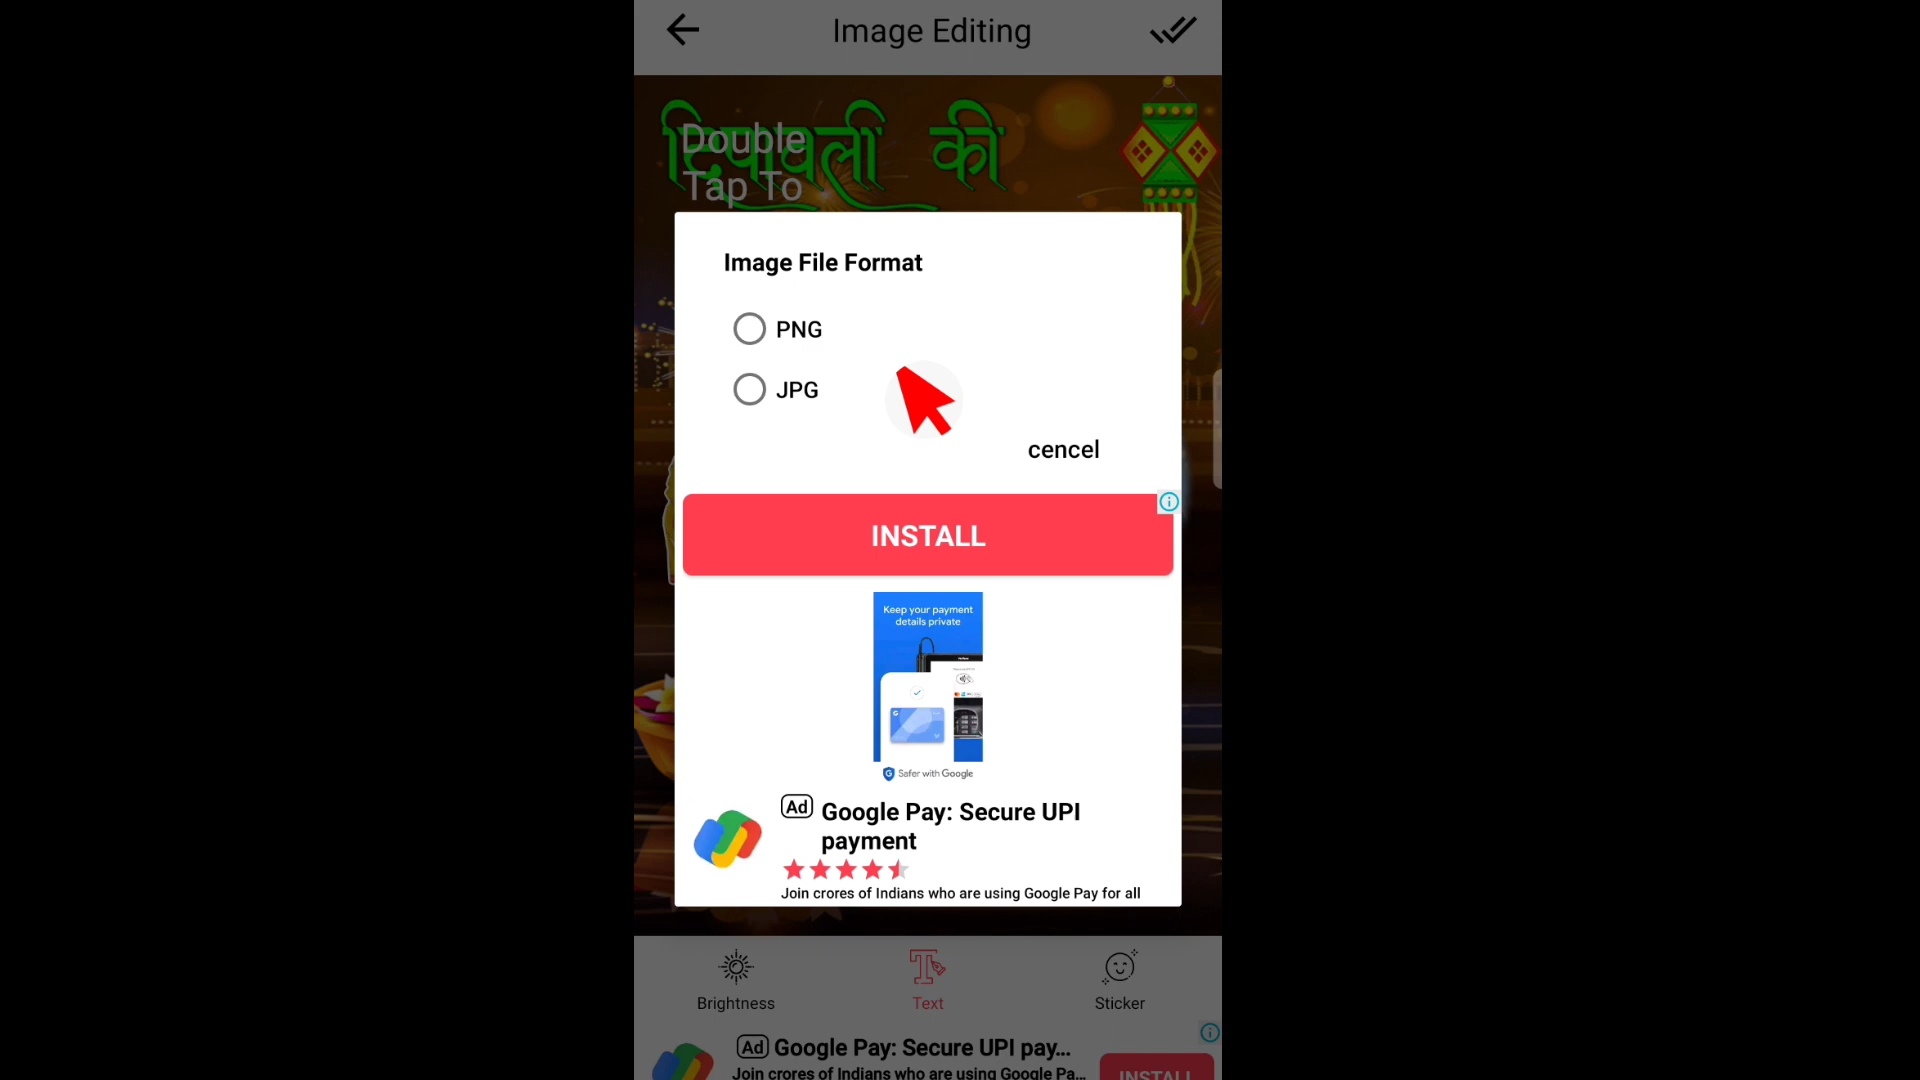 Image Editing
दिपावली की
Double
Tap To
Image File Format
PNG
JPG
cencel
INSTALL
Keep your payment
details private
Safer with Google
Ad Google Pay: Secure UPI
payment
Join crores of Indians who are using Google Pay for all
Brightness
Text
Sticker
Ad Google Pay: Secure UPI pay...
Join crores of Indians who are using Google Pa...
INSTALL